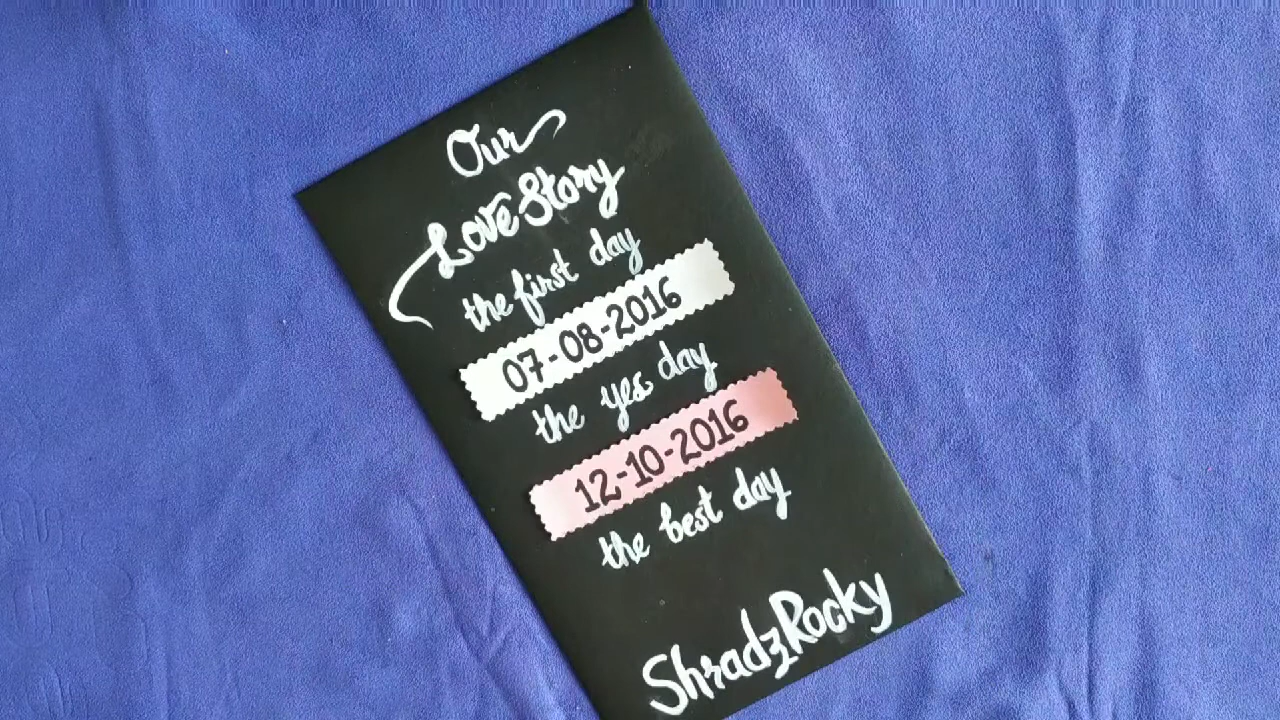 Our
Love Story
the first day
07-08-2016
the yes day
12-10-2016
the best day
ShradzRocky